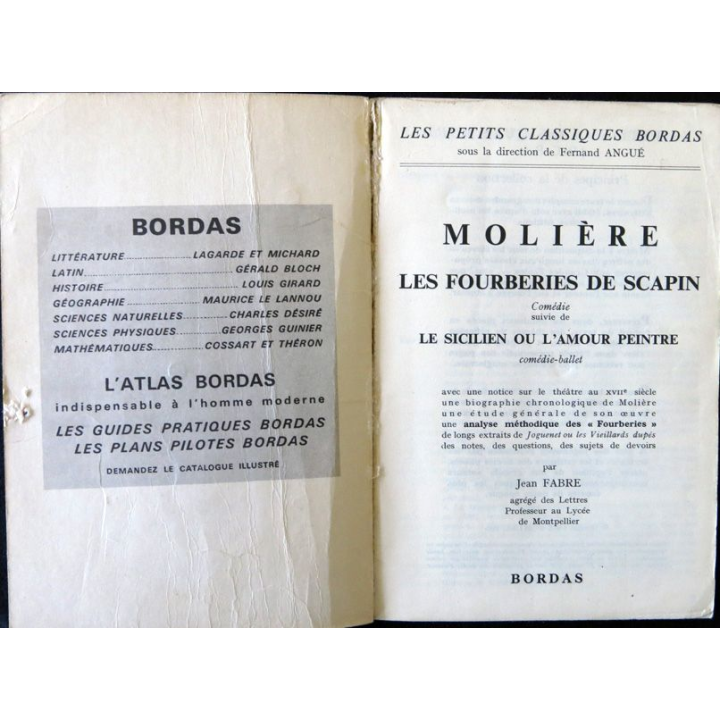 BORDAS
LITTÉRATURE.....................LAGARDE ET MICHARD
LATIN.....................................GÉRALD BLOCH
HISTOIRE.................................LOUIS GIRARD
GÉOGRAPHIE...................MAURICE LE LANNOU
SCIENCES NATURELLES...........CHARLES DÉSIRÉ
SCIENCES PHYSIQUES...........GEORGES GUINIER
MATHÉMATIQUES...............COSSART ET THÉRON
L'ATLAS BORDAS
indispensable à l'homme moderne
LES GUIDES PRATIQUES BORDAS
LES PLANS PILOTES BORDAS
DEMANDEZ LE CATALOGUE ILLUSTRÉ
LES PETITS CLASSIQUES BORDAS
sous la direction de Fernand ANGUÉ
MOLIÈRE
LES FOURBERIES DE SCAPIN
Comédie
suivie de
LE SICILIEN OU L'AMOUR PEINTRE
comédie-ballet
avec une notice sur le théâtre au XVIIe siècle
une biographie chronologique de Molière
une étude générale de son œuvre
une analyse méthodique des « Fourberies »
de longs extraits de Joguenet ou les Vieillards dupés
des notes, des questions, des sujets de devoirs
par
Jean FABRE
agrégé des Lettres
Professeur au Lycée
de Montpellier
BORDAS